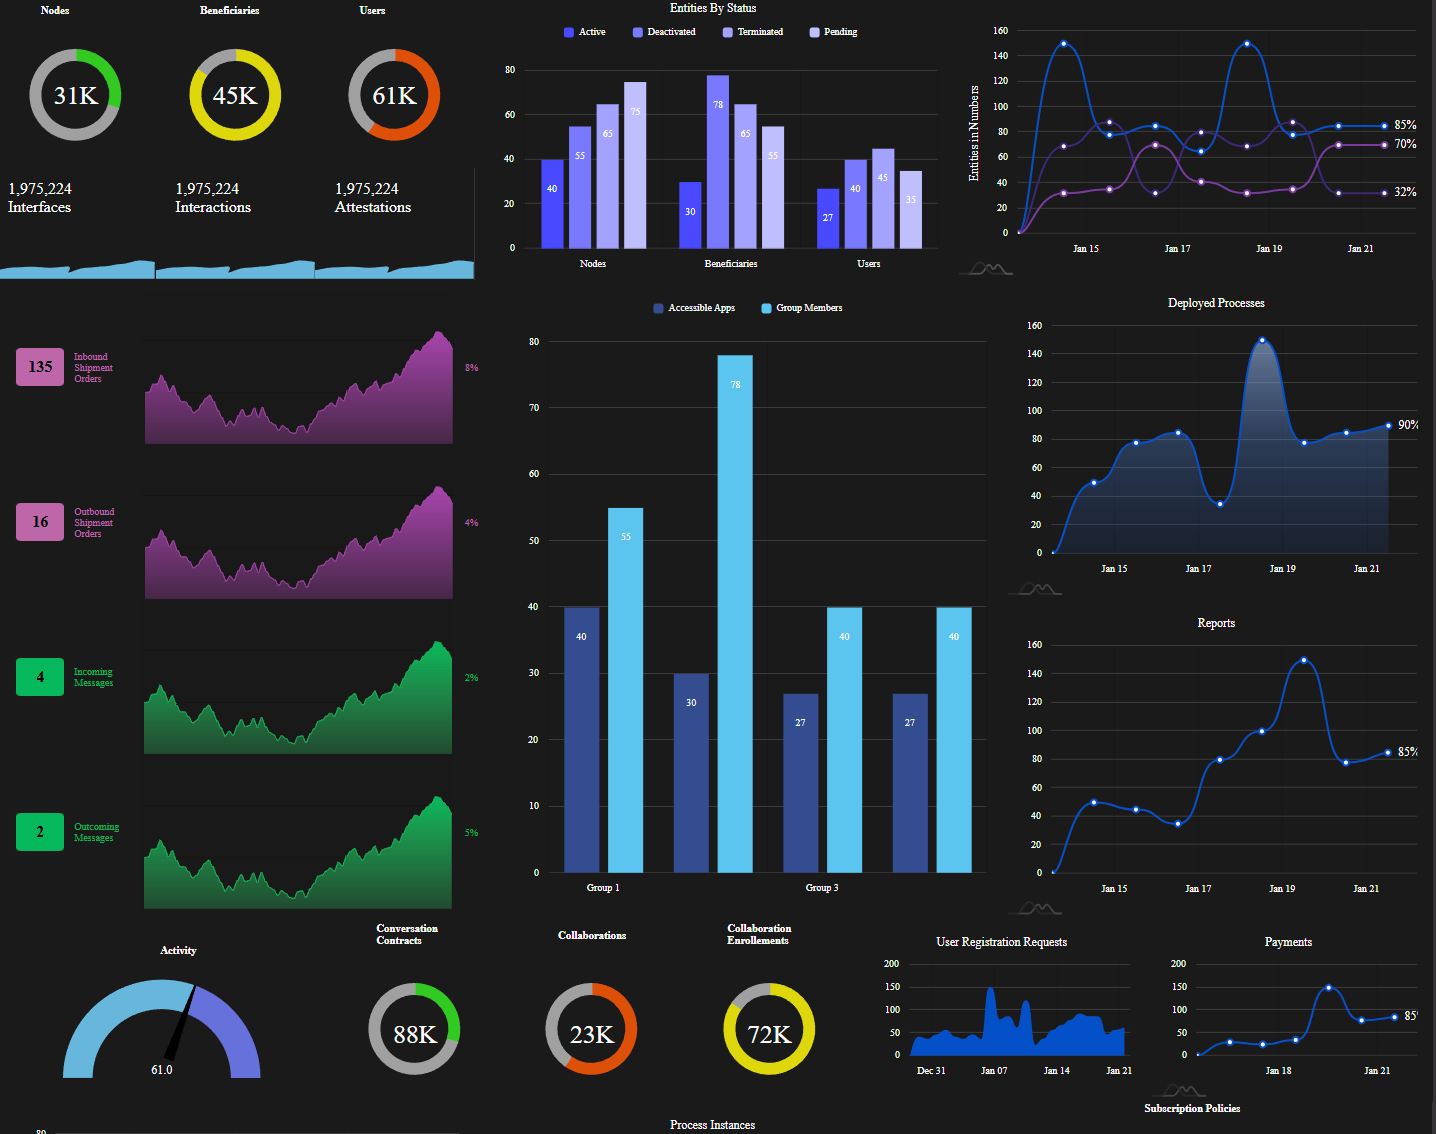 Nodes
Beneficiaries
Users
31K
45K
61K
1,975,224
Interfaces
1,975,224
Interactions
1,975,224
Attestations
Entities By Status
Active
Deactivated
Terminated
Pending
80
60
40
20
0
40
55
65
75
30
78
65
55
27
40
45
35
Nodes
Beneficiaries
Users
Entities in Numbers
160
140
120
100
80
60
40
20
0
85%
70%
32%
Jan 15
Jan 17
Jan 19
Jan 21
135
Inbound
Shipment
Orders
8%
16
Outbound
Shipment
Orders
4%
4
Incoming
Messages
2%
2
Outcoming
Messages
5%
Accessible Apps
Group Members
80
70
60
50
40
30
20
10
0
40
55
30
78
27
40
27
40
Group 1
Group 3
Deployed Processes
160
140
120
100
80
60
40
20
0
90%
Jan 15
Jan 17
Jan 19
Jan 21
Reports
160
140
120
100
80
60
40
20
0
85%
Jan 15
Jan 17
Jan 19
Jan 21
Activity
61.0
Conversation
Contracts
88K
Collaborations
23K
Collaboration
Enrollements
72K
User Registration Requests
200
150
100
50
0
Dec 31
Jan 07
Jan 14
Jan 21
Payments
200
150
100
50
0
85
Jan 18
Jan 21
Subscription Policies
Process Instances
80